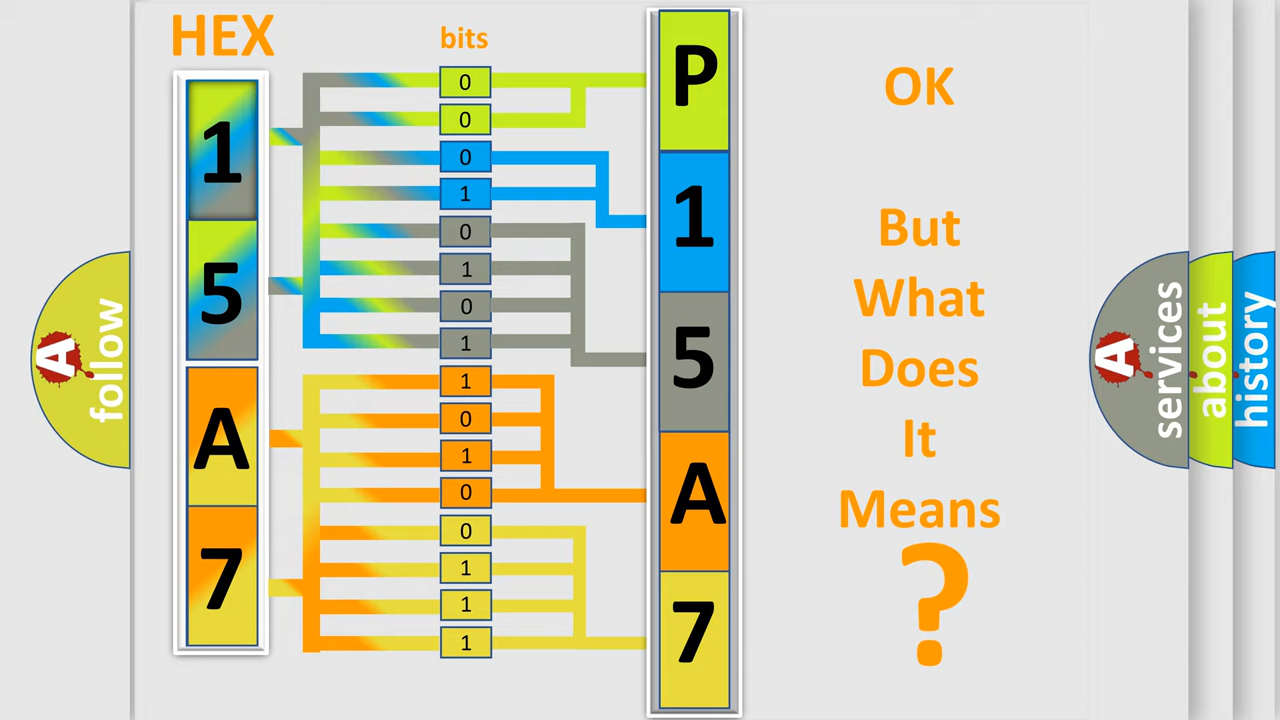 HEX
bits
1
5
A
7
0
0
0
1
0
1
0
1
1
0
1
0
0
1
1
1
P
1
5
A
7
OK
But
What
Does
It
Means
?
A
follow
A
services
about
history